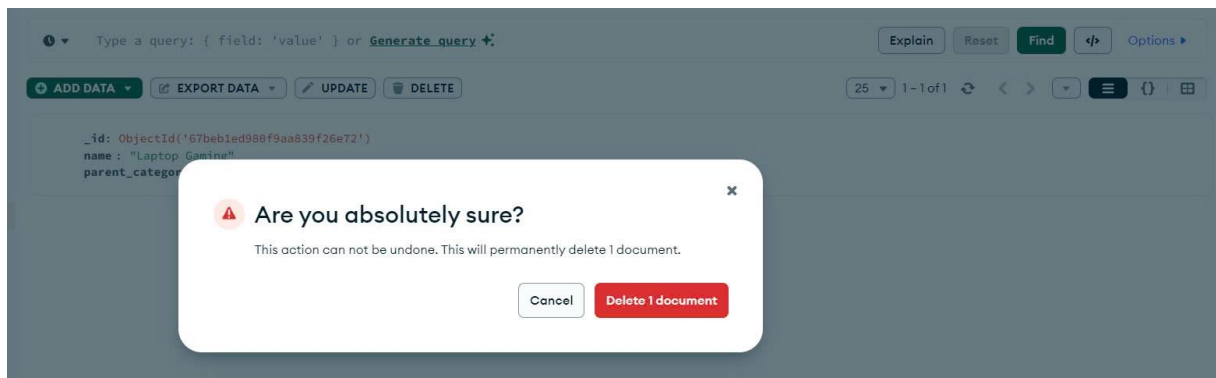 Type a query: { field: 'value' } or Generate query
Explain Reset Find </> Options
ADD DATA EXPORT DATA UPDATE DELETE
25 1 – 1 of 1 {}
_id: ObjectId('67beb1ed980f9aa839f26e72')
name : "Laptop Gaming"
parent_categor
Are you absolutely sure?
This action can not be undone. This will permanently delete 1 document.
Cancel Delete 1 document